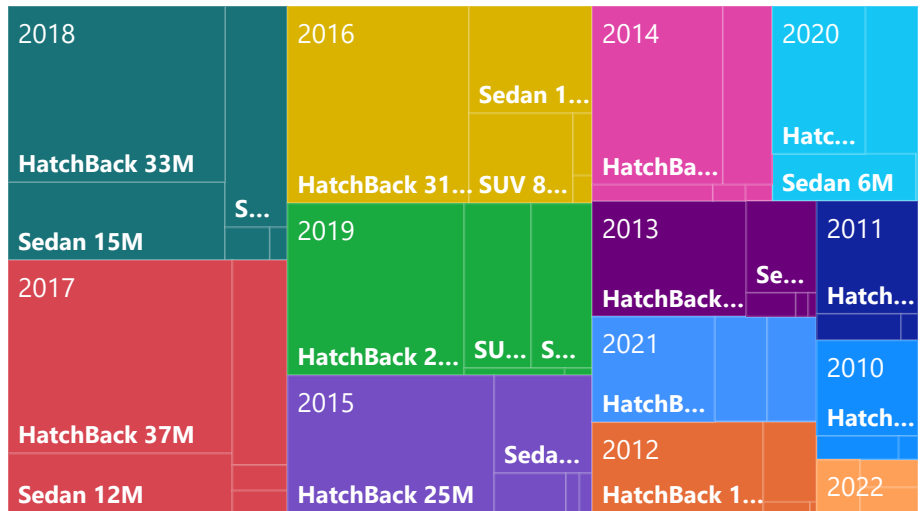 2018
HatchBack 33M
S...
Sedan 15M
2017
HatchBack 37M
Sedan 12M
2016
Sedan 1...
HatchBack 31...
SUV 8...
2019
HatchBack 2...
SU...
S...
2015
Seda...
HatchBack 25M
2014
HatchBa...
2020
Hatc...
Sedan 6M
2013
Se...
HatchBack...
2011
Hatch...
2021
HatchB...
2010
Hatch...
2012
HatchBack 1...
2022